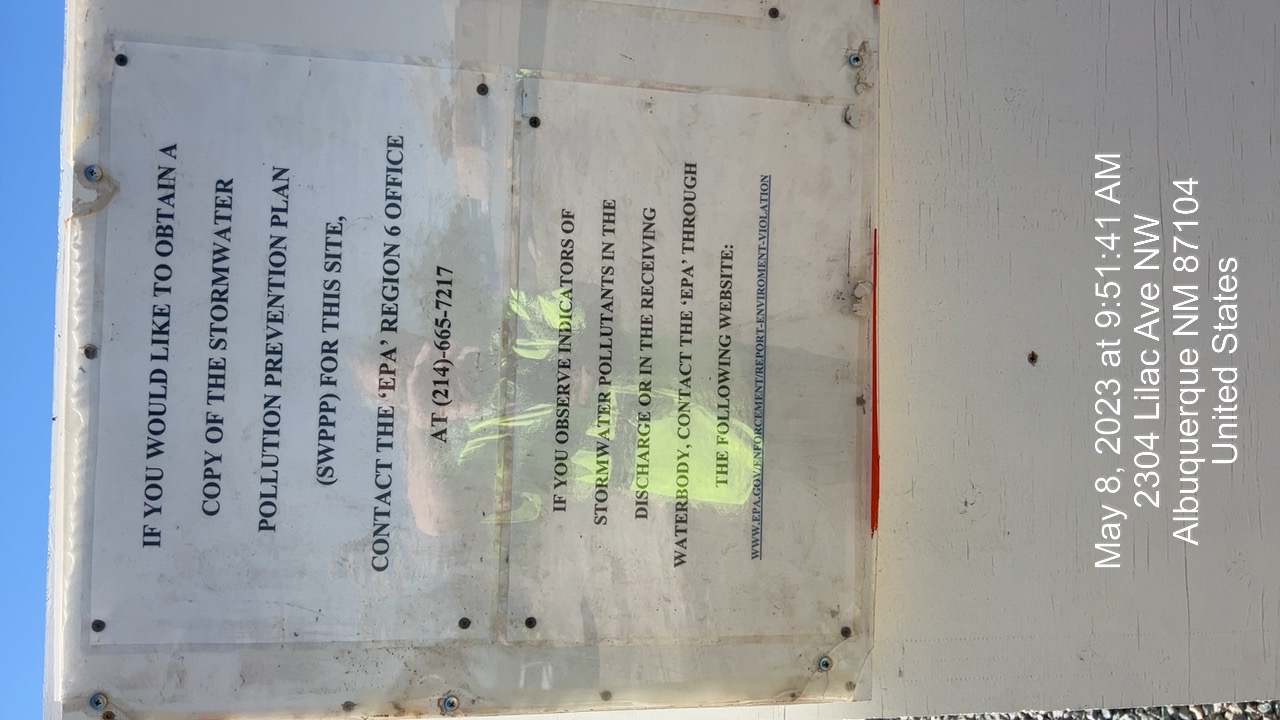 IF YOU WOULD LIKE TO OBTAIN A
COPY OF THE STORMWATER
POLLUTION PREVENTION PLAN
(SWPPP) FOR THIS SITE,
CONTACT THE ‘EPA’ REGION 6 OFFICE
AT (214)-665-7217
IF YOU OBSERVE INDICATORS OF
STORMWATER POLLUTANTS IN THE
DISCHARGE OR IN THE RECEIVING
WATERBODY, CONTACT THE ‘EPA’ THROUGH
THE FOLLOWING WEBSITE:
WWW.EPA.GOV/ENFORCEMENT/REPORT-ENVIROMENT-VIOLATION
May 8, 2023 at 9:51:41 AM
2304 Lilac Ave NW
Albuquerque NM 87104
United States